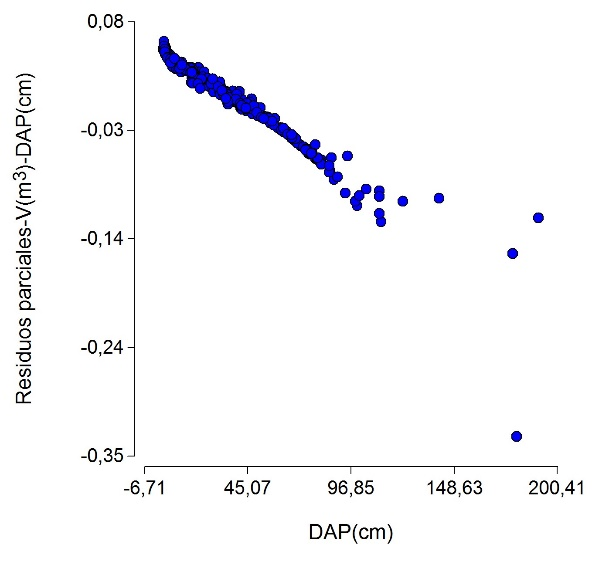 0,08
-0,03
-0,14
-0,24
-0,35
Residuos parciales-V(m³)-DAP(cm)
-6,71 45,07 96,85 148,63 200,41
DAP(cm)